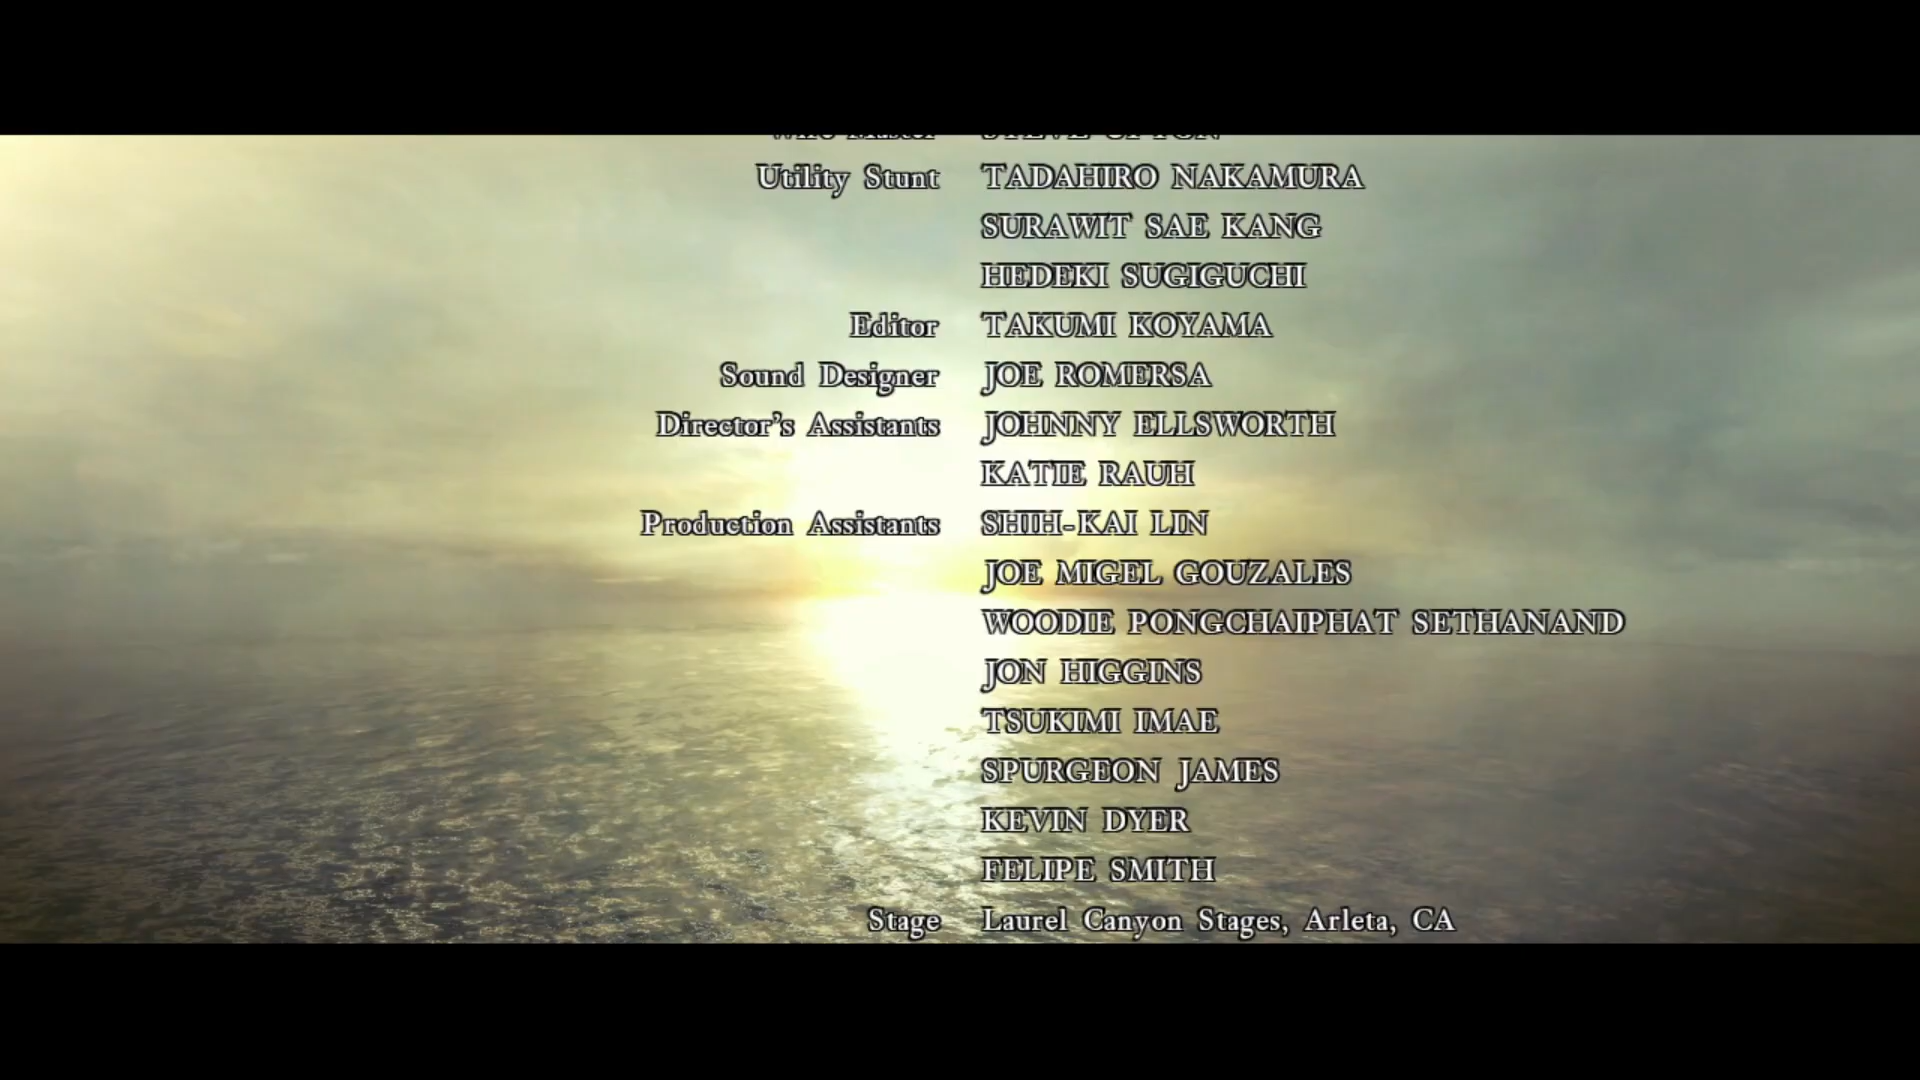 Utility Stunt TADAHIRO NAKAMURA
SURAWIT SAE KANG
HEDEKI SUGIGUCHI
Editor TAKUMI KOYAMA
Sound Designer JOE ROMERSA
Director's Assistants JOHNNY ELLSWORTH
KATIE RAUH
Production Assistants SHIH-KAI LIN
JOE MIGEL GOUZALES
WOODIE PONGCHAIPHAT SETHANAND
JON HIGGINS
TSUKIMI IMAE
SPURGEON JAMES
KEVIN DYER
FELIPE SMITH
Stage Laurel Canyon Stages, Arleta, CA